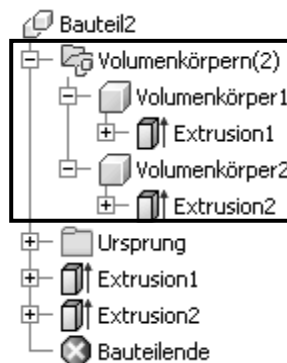 Bauteil2
Volumenkörpern(2)
Volumenkörper1
Extrusion1
Volumenkörper2
Extrusion2
Ursprung
Extrusion1
Extrusion2
Bauteilende